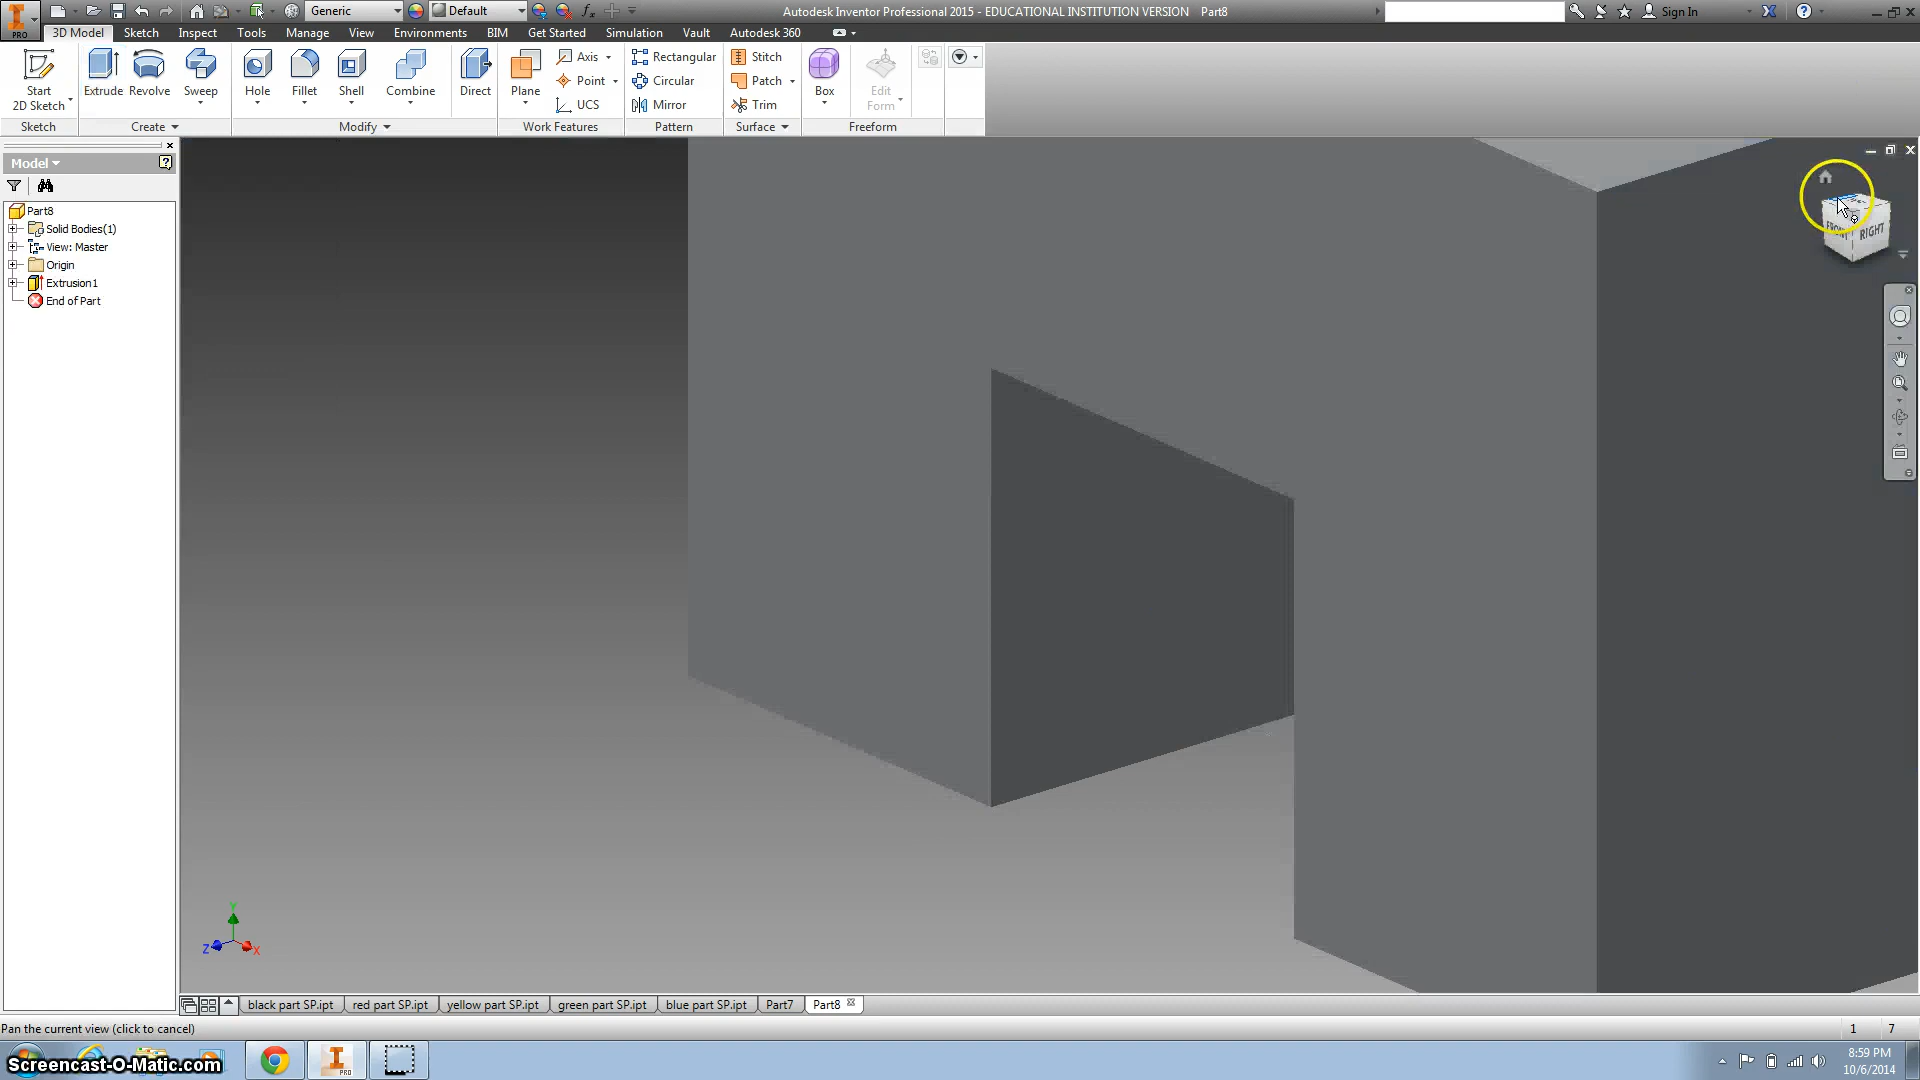 Generic Default Autodesk Inventor Professional 2015 - EDUCATIONAL INSTITUTION VERSION Part8 Sign In
PRO 3D Model Sketch Inspect Tools Manage View Environments BIM Get Started Simulation Vault Autodesk 360
Start 2D Sketch
Extrude Revolve Sweep
Hole Fillet Shell Combine
Direct
Plane
Axis
Point
UCS
Rectangular
Circular
Mirror
Stitch
Patch
Trim
Box
Edit Form
Sketch Create Modify Work Features Pattern Surface Freeform
Model
Part8
Solid Bodies(1)
View: Master
Origin
Extrusion1
End of Part
FRONT RIGHT
Y
Z X
black part SP.ipt red part SP.ipt yellow part SP.ipt green part SP.ipt blue part SP.ipt Part7 Part8
Pan the current view (click to cancel) 1 7
Screencast-O-Matic.com
PRO
8:59 PM
10/6/2014